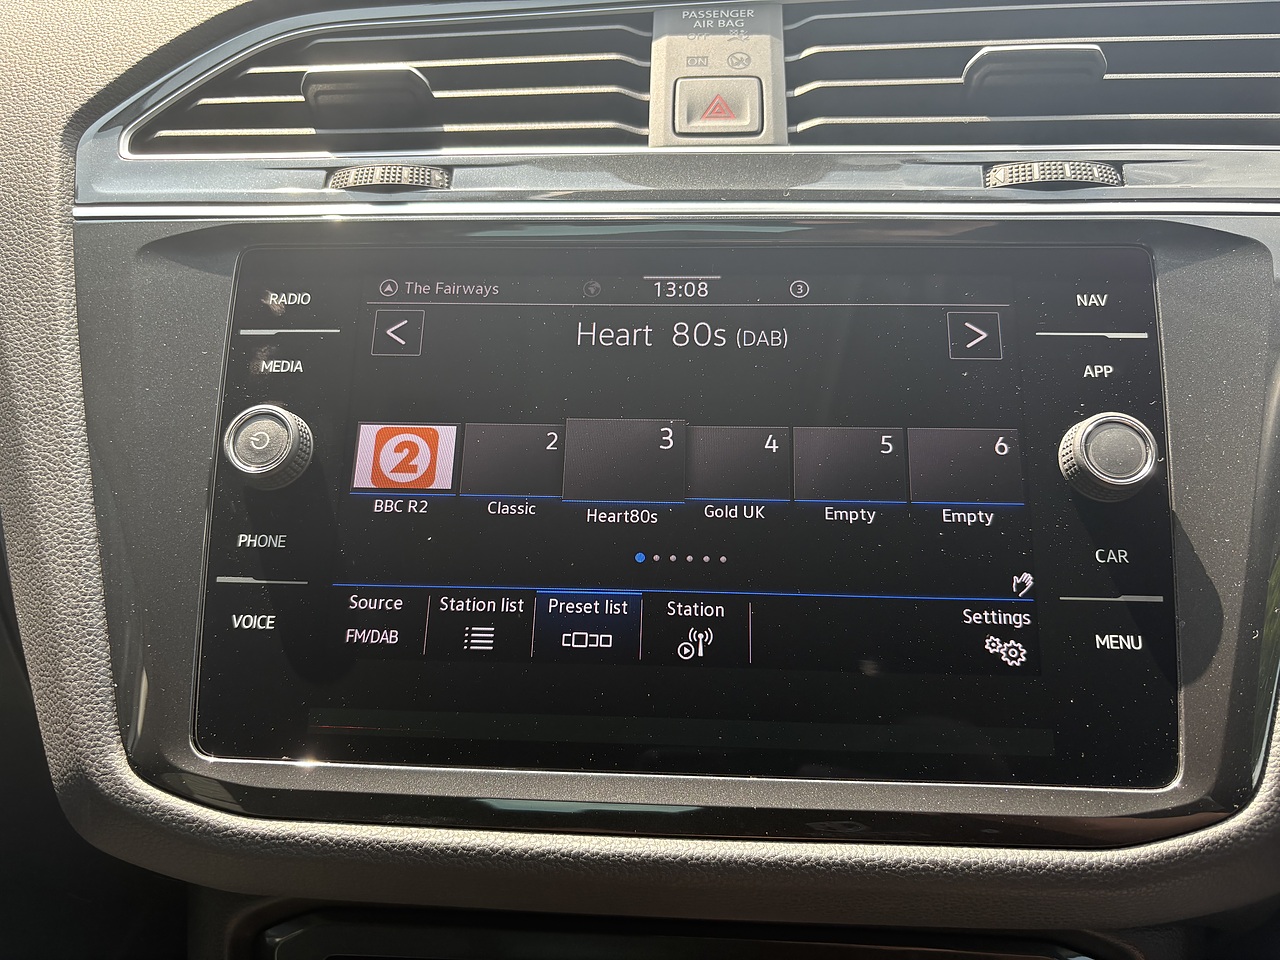 PASSENGER
AIR BAG
OFF
ON
RADIO
MEDIA
PHONE
VOICE
The Fairways
13:08
3
Heart 80s (DAB)
2
2
3
4
5
6
BBC R2
Classic
Heart80s
Gold UK
Empty
Empty
Source
FM/DAB
Station list
Preset list
Station
Settings
NAV
APP
CAR
MENU